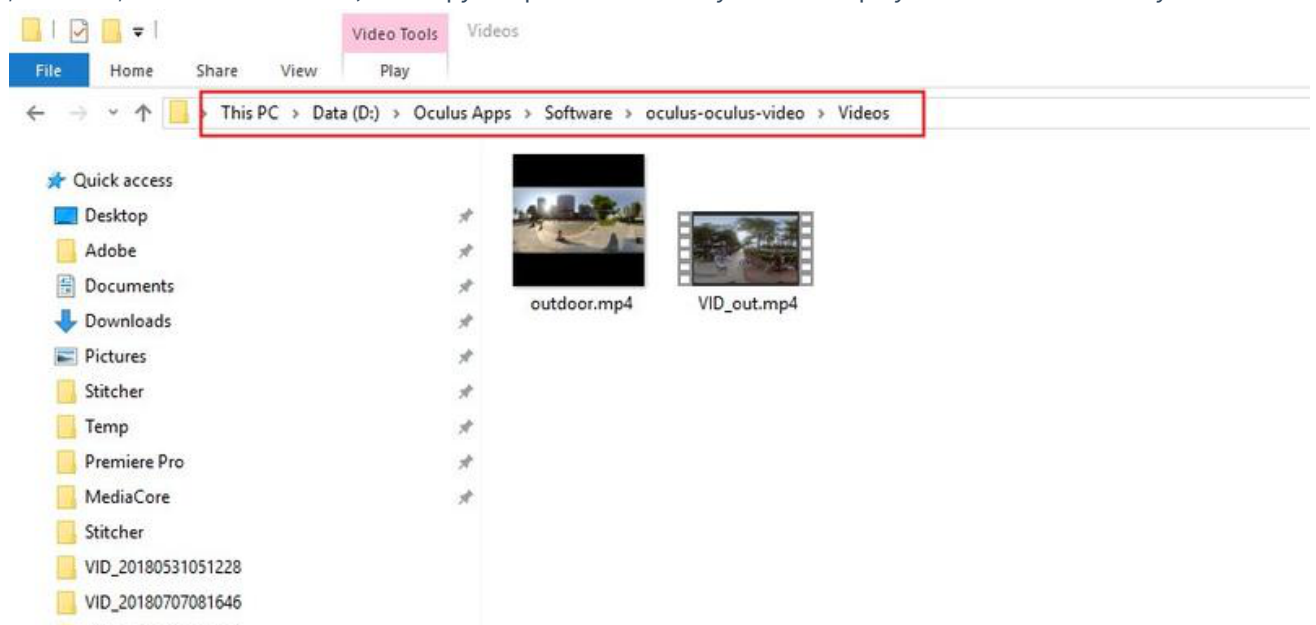 Video Tools Videos
File Home Share View Play
This PC > Data (D:) > Oculus Apps > Software > oculus-oculus-video > Videos
Quick access
Desktop
Adobe
Documents
Downloads
Pictures
Stitcher
Temp
Premiere Pro
MediaCore
Stitcher
VID_20180531051228
VID_20180707081646
outdoor.mp4 VID_out.mp4